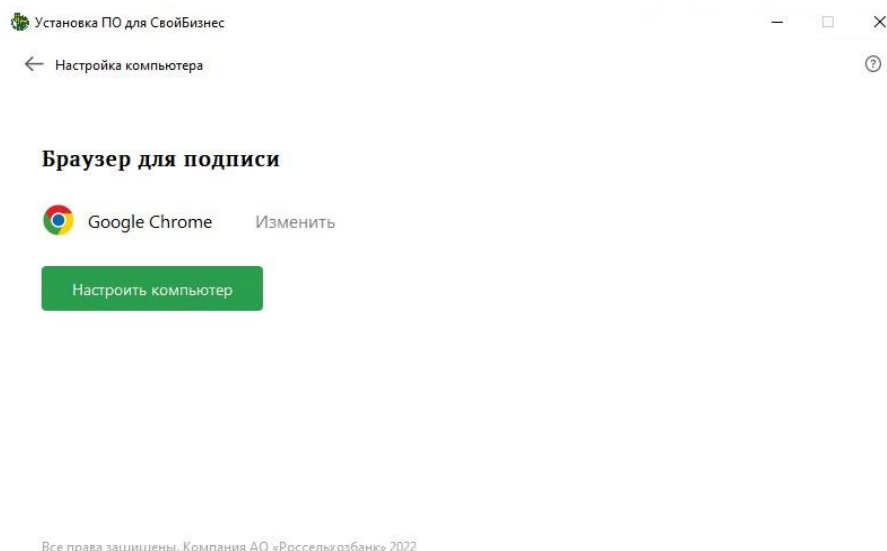 Установка ПО для СвойБизнес
Настройка компьютера
?
Браузер для подписи
Google Chrome Изменить
Настроить компьютер
Все права защищены. Компания АО «Россельхозбанк» 2022